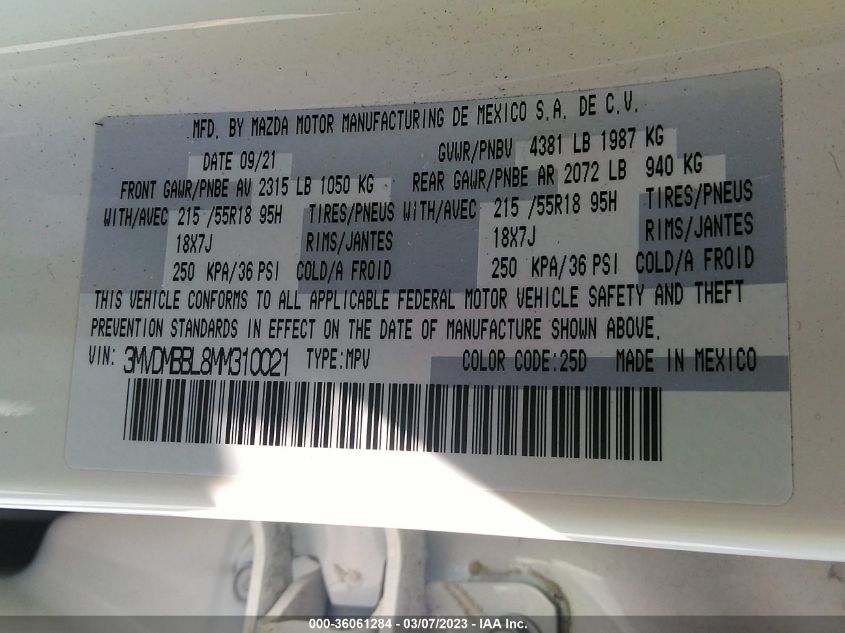 MFD. BY MAZDA MOTOR MANUFACTURING DE MEXICO S.A. DE C.V.
DATE 09/21 GVWR/PNBV 4381 LB 1987 KG
FRONT GAWR/PNBE AV 2315 LB 1050 KG REAR GAWR/PNBE AR 2072 LB 940 KG
WITH/AVEC 215 /55R18 95H TIRES/PNEUS WITH/AVEC 215 /55R18 95H TIRES/PNEUS
18X7J RIMS/JANTES 18X7J RIMS/JANTES
250 KPA/36 PSI COLD/A FROID 250 KPA/36 PSI COLD/A FROID
THIS VEHICLE CONFORMS TO ALL APPLICABLE FEDERAL MOTOR VEHICLE SAFETY AND THEFT
PREVENTION STANDARDS IN EFFECT ON THE DATE OF MANUFACTURE SHOWN ABOVE.
VIN: 3MVDMBBL8MM310021 TYPE:MPV COLOR CODE:25D MADE IN MEXICO
000-36061284 - 03/07/2023 - IAA Inc.